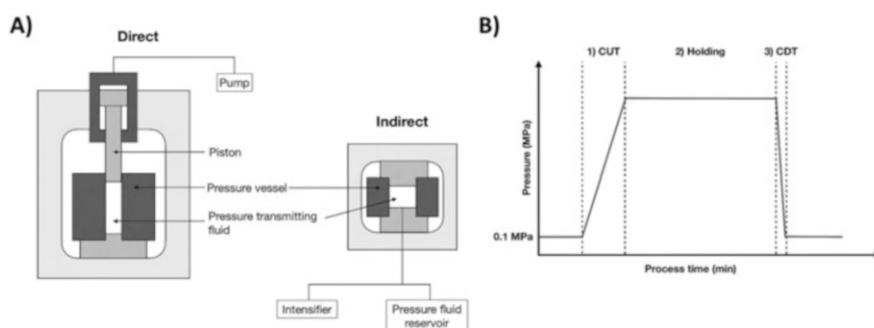 A)
Direct
Pump
Piston
Pressure vessel
Pressure transmitting
fluid
Indirect
Intensifier
Pressure fluid
reservoir
B)
1) CUT
2) Holding
3) CDT
Pressure (MPa)
0.1 MPa
Process time (min)